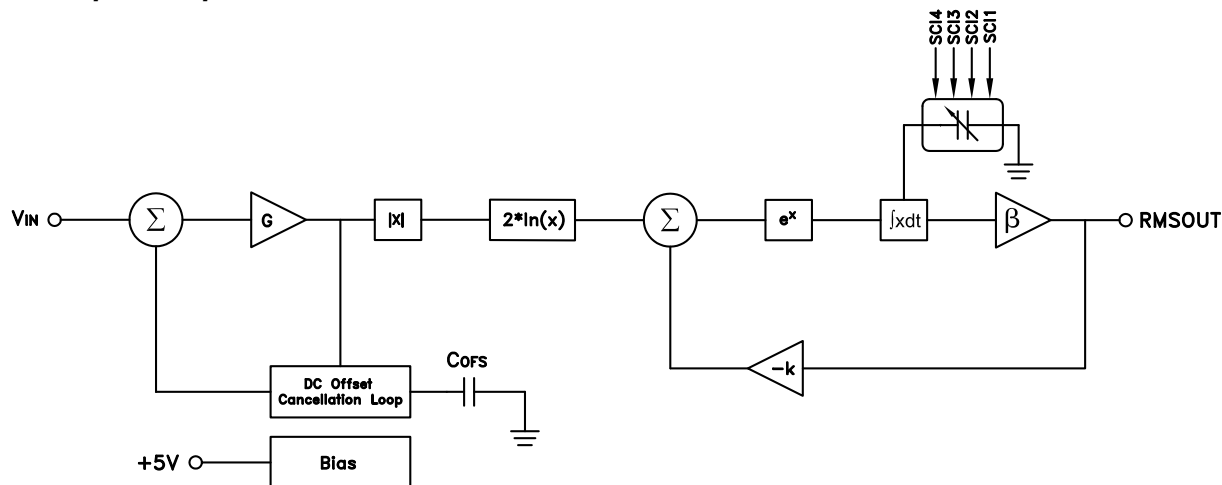 SCI4
SCI3
SCI2
SCI1
VIN
Σ
G
|X|
2*ln(x)
Σ
e^x
∫xdt
β
RMSOUT
-k
DC Offset
Cancellation Loop
COFS
+5V
Bias